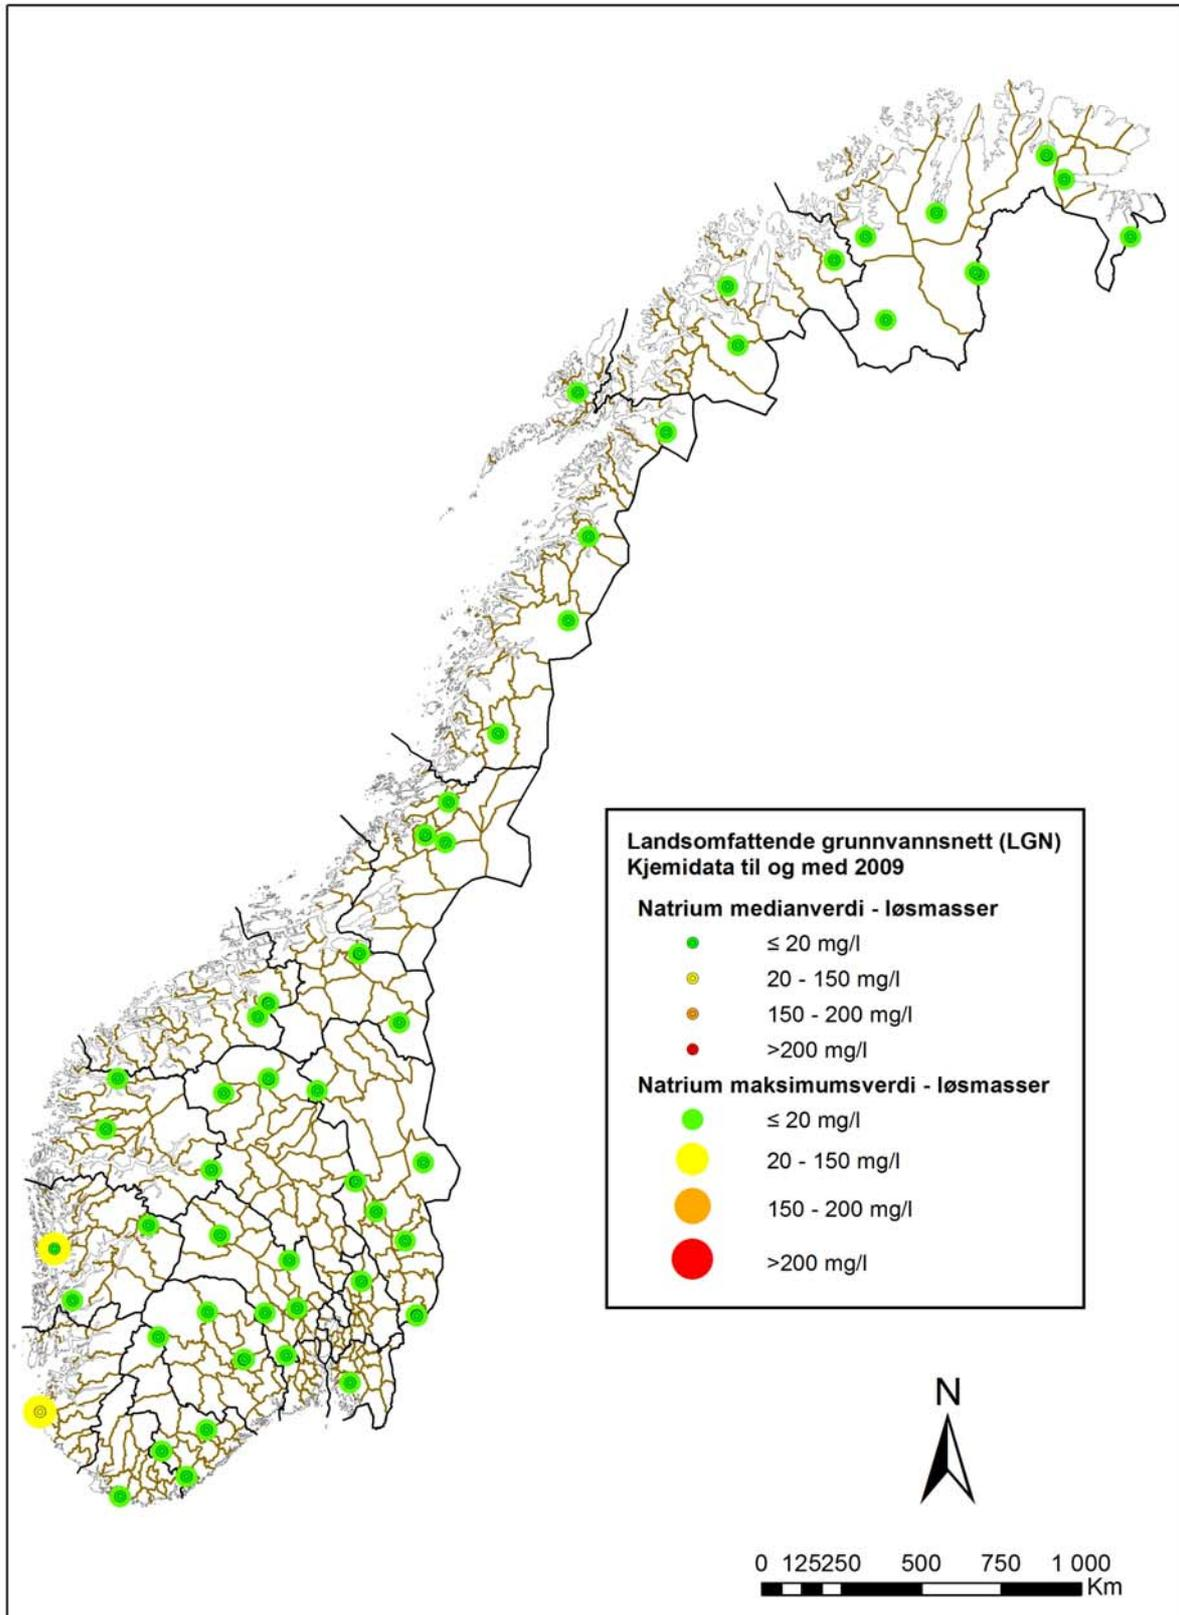 Landsomfattende grunnvannsnett (LGN)
Kjemidata til og med 2009
Natrium medianverdi - løsmasser
≤ 20 mg/l
20 - 150 mg/l
150 - 200 mg/l
>200 mg/l
Natrium maksimumsverdi - løsmasser
≤ 20 mg/l
20 - 150 mg/l
150 - 200 mg/l
>200 mg/l
N
0 125250 500 750 1 000
Km